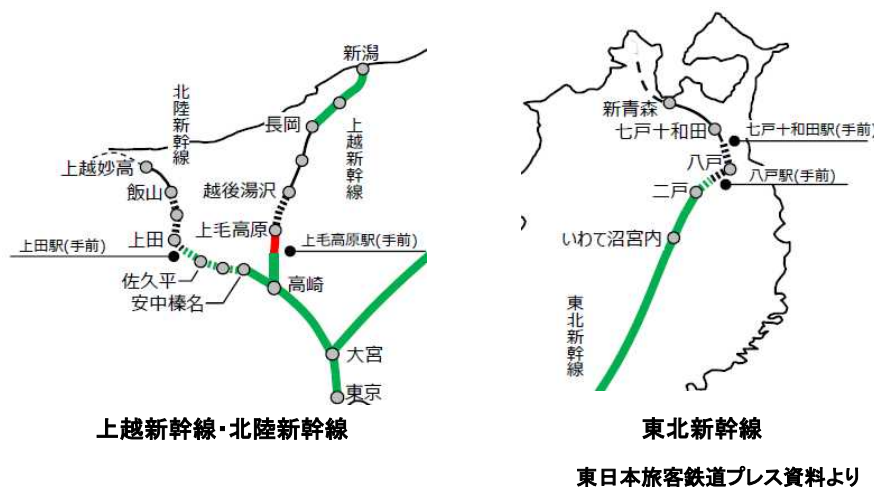 新潟
北陸新幹線
長岡
上越新幹線
上越妙高
飯山
越後湯沢
上田
上毛高原
上田駅(手前)
上毛高原駅(手前)
佐久平
安中榛名
高崎
大宮
東京
上越新幹線・北陸新幹線
新青森
七戸十和田
七戸十和田駅(手前)
八戸
二戸
八戸駅(手前)
いわて沼宮内
東北新幹線
東北新幹線
東日本旅客鉄道プレス資料より